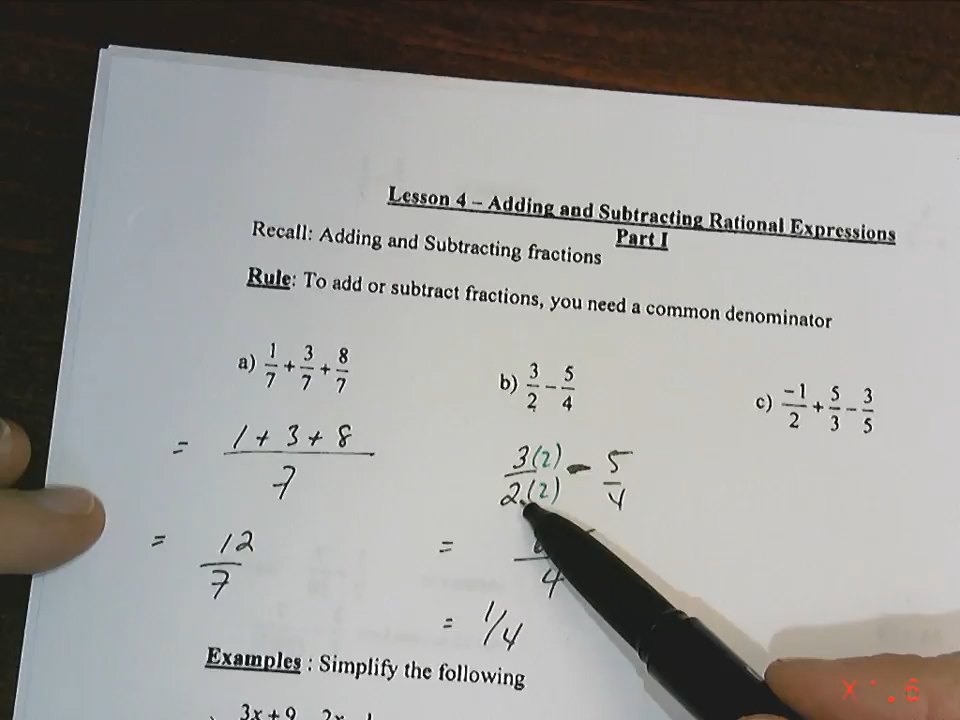 Lesson 4 – Adding and Subtracting Rational Expressions
Part I
Recall: Adding and Subtracting fractions
Rule: To add or subtract fractions, you need a common denominator
a) 1/7 + 3/7 + 8/7
b) 3/2 − 5/4
c) −1/2 + 5/3 − 3/5
= 1 + 3 + 8 / 7
3(2)/2(2) - 5/4
= 12/7
= /4
= 1/4
Examples : Simplify the following
3x + 9